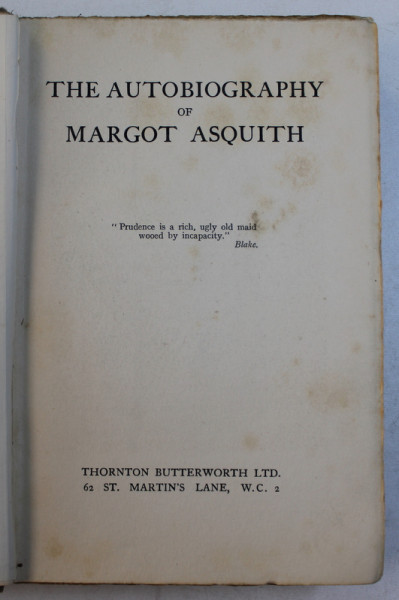 THE AUTOBIOGRAPHY
OF
MARGOT ASQUITH
" Prudence is a rich, ugly old maid
wooed by incapacity."
Blake.
THORNTON BUTTERWORTH LTD.
62 ST. MARTIN'S LANE, W.C. 2